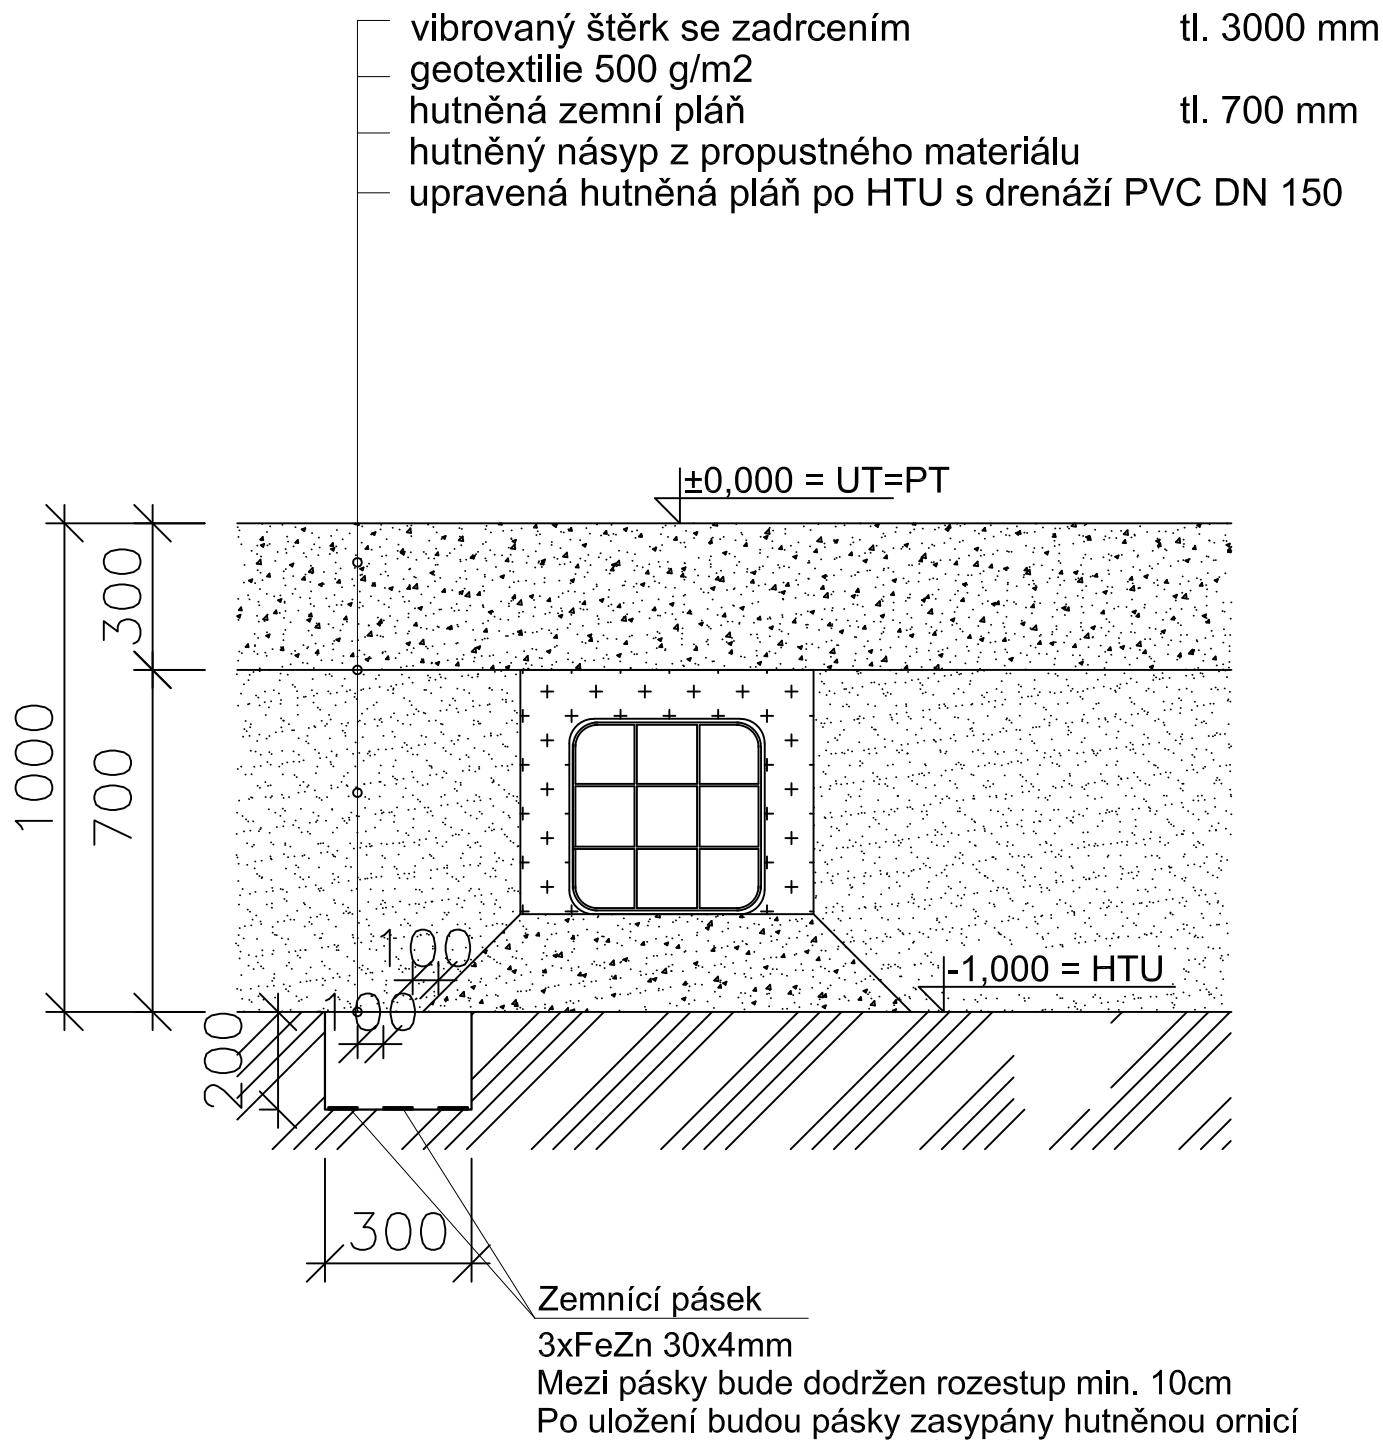 vibrovaný štěrk se zadrcením tl. 3000 mm
geotextilie 500 g/m2
hutněná zemní pláň tl. 700 mm
hutněný násyp z propustného materiálu
upravená hutněná pláň po HTU s drenáží PVC DN 150
±0,000 = UT=PT
300
1000
700
100
-1,000 = HTU
100
200
300
Zemnící pásek
3xFeZn 30x4mm
Mezi pásky bude dodržen rozestup min. 10cm
Po uložení budou pásky zasypány hutněnou ornicí